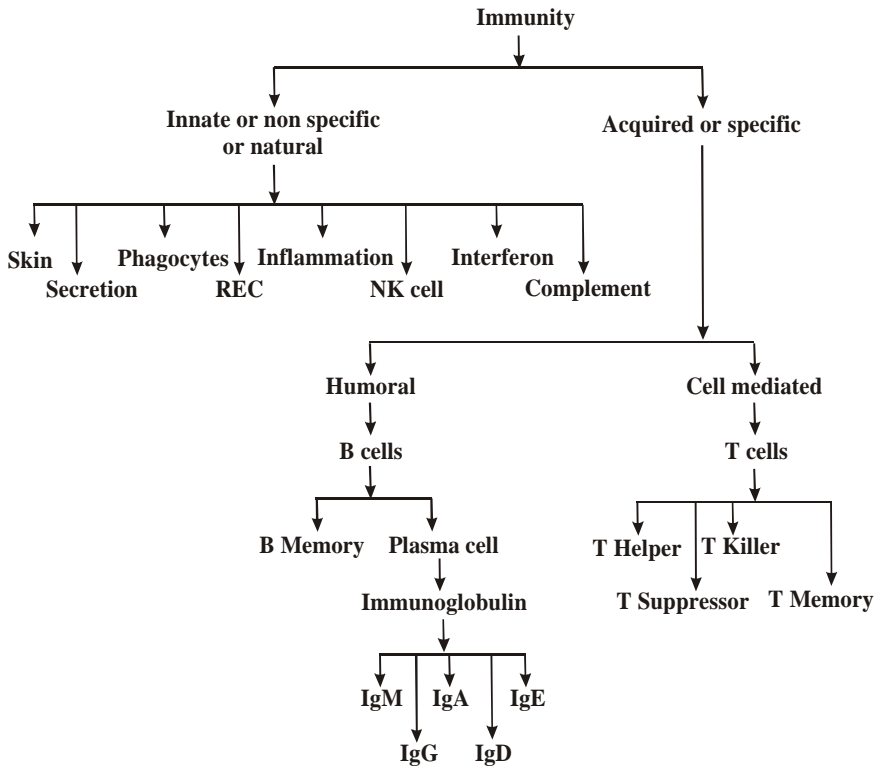 Immunity
Innate or non specific
or natural
Acquired or specific
Skin
Secretion
Phagocytes
REC
Inflammation
NK cell
Interferon
Complement
Humoral
Cell mediated
B cells
T cells
B Memory
Plasma cell
T Helper
T Killer
T Suppressor
T Memory
Immunoglobulin
IgM
IgA
IgE
IgG
IgD